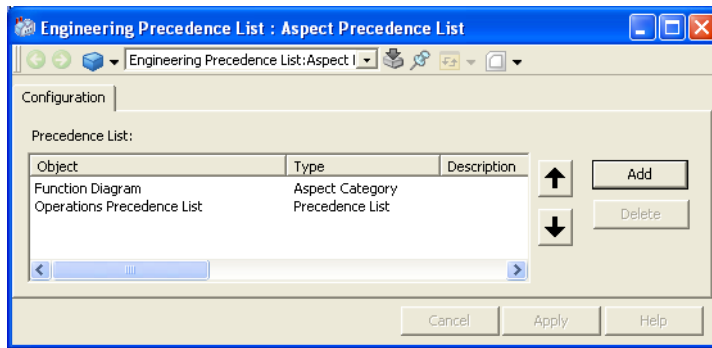 Engineering Precedence List : Aspect Precedence List
Engineering Precedence List:Aspect I
Configuration
Precedence List:
Object Type Description
Function Diagram Aspect Category
Operations Precedence List Precedence List
Add
Delete
Cancel Apply Help